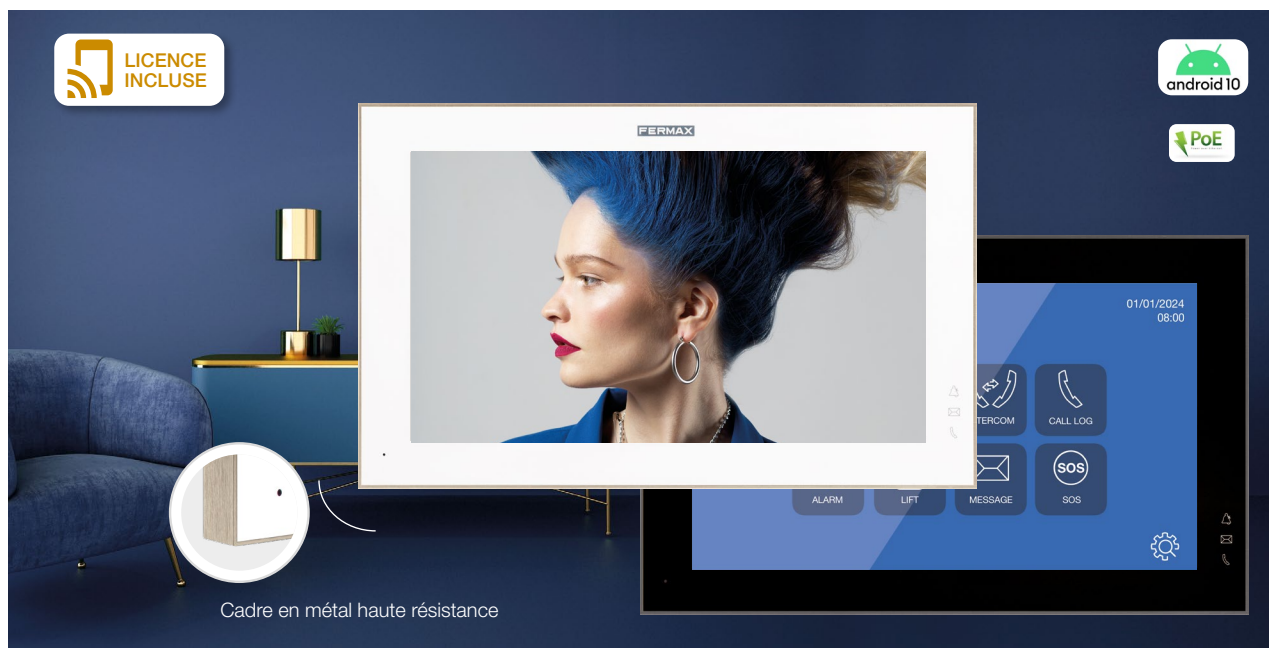 LICENCE
INCLUSE
android 10
PoE
FERMAX
01/01/2024
08:00
TERCOM
CALL LOG
SOS
ALARM
LIFT
MESSAGE
SOS
Cadre en métal haute résistance